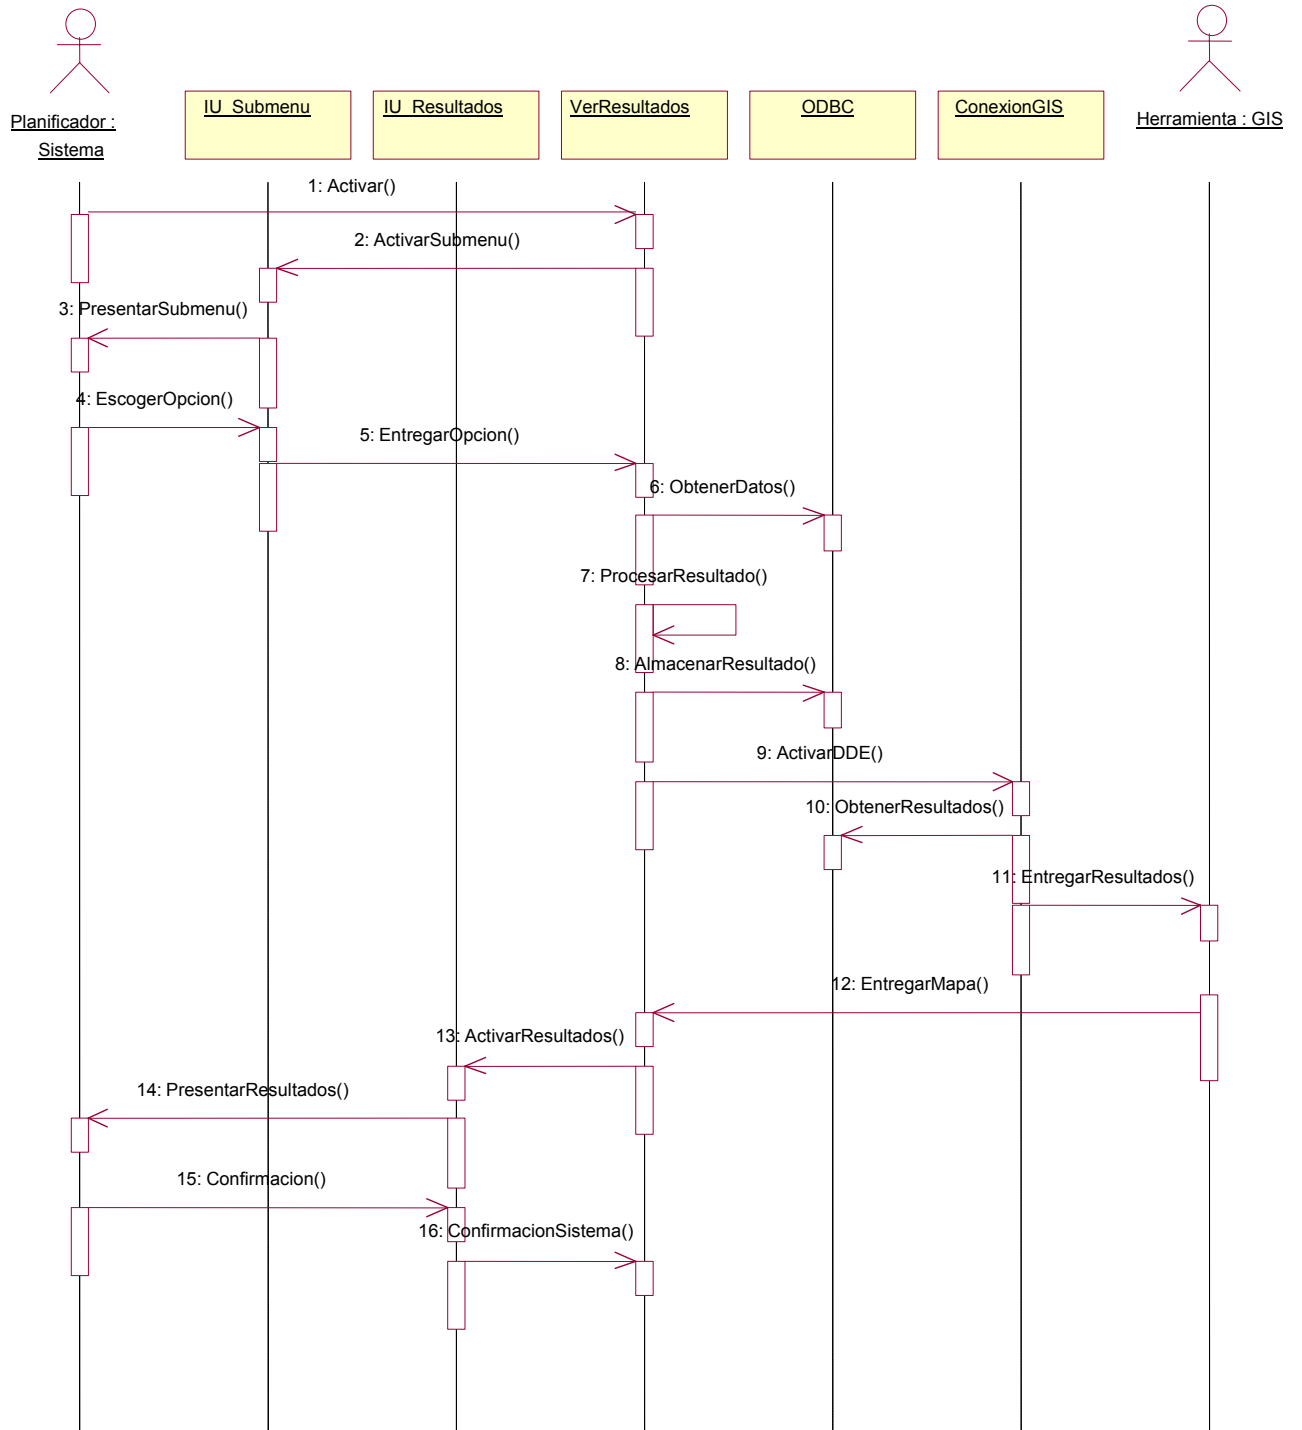 Planificador :
Sistema
IU_Submenu
IU_Resultados
VerResultados
ODBC
ConexionGIS
Herramienta : GIS
1: Activar()
2: ActivarSubmenu()
3: PresentarSubmenu()
4: EscogerOpcion()
5: EntregarOpcion()
6: ObtenerDatos()
7: ProcesarResultado()
8: AlmacenarResultado()
9: ActivarDDE()
10: ObtenerResultados()
11: EntregarResultados()
12: EntregarMapa()
13: ActivarResultados()
14: PresentarResultados()
15: Confirmacion()
16: ConfirmacionSistema()